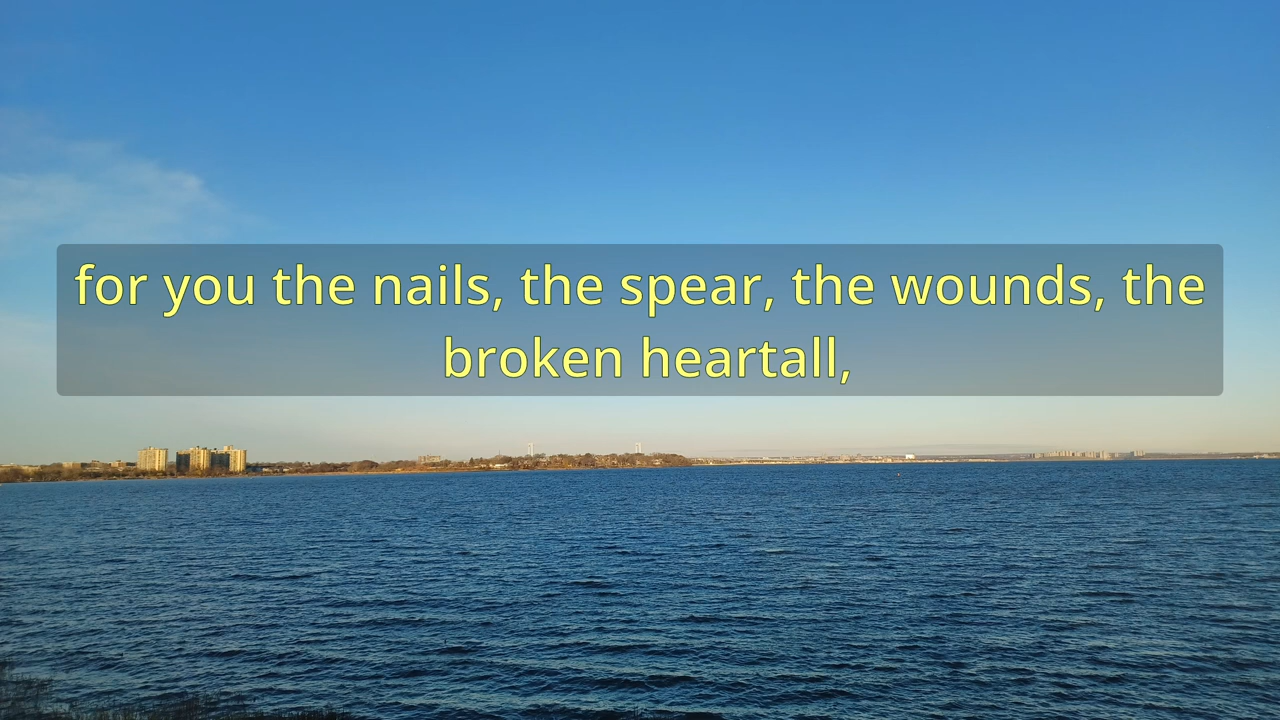 for you the nails, the spear, the wounds, the
broken heartall,